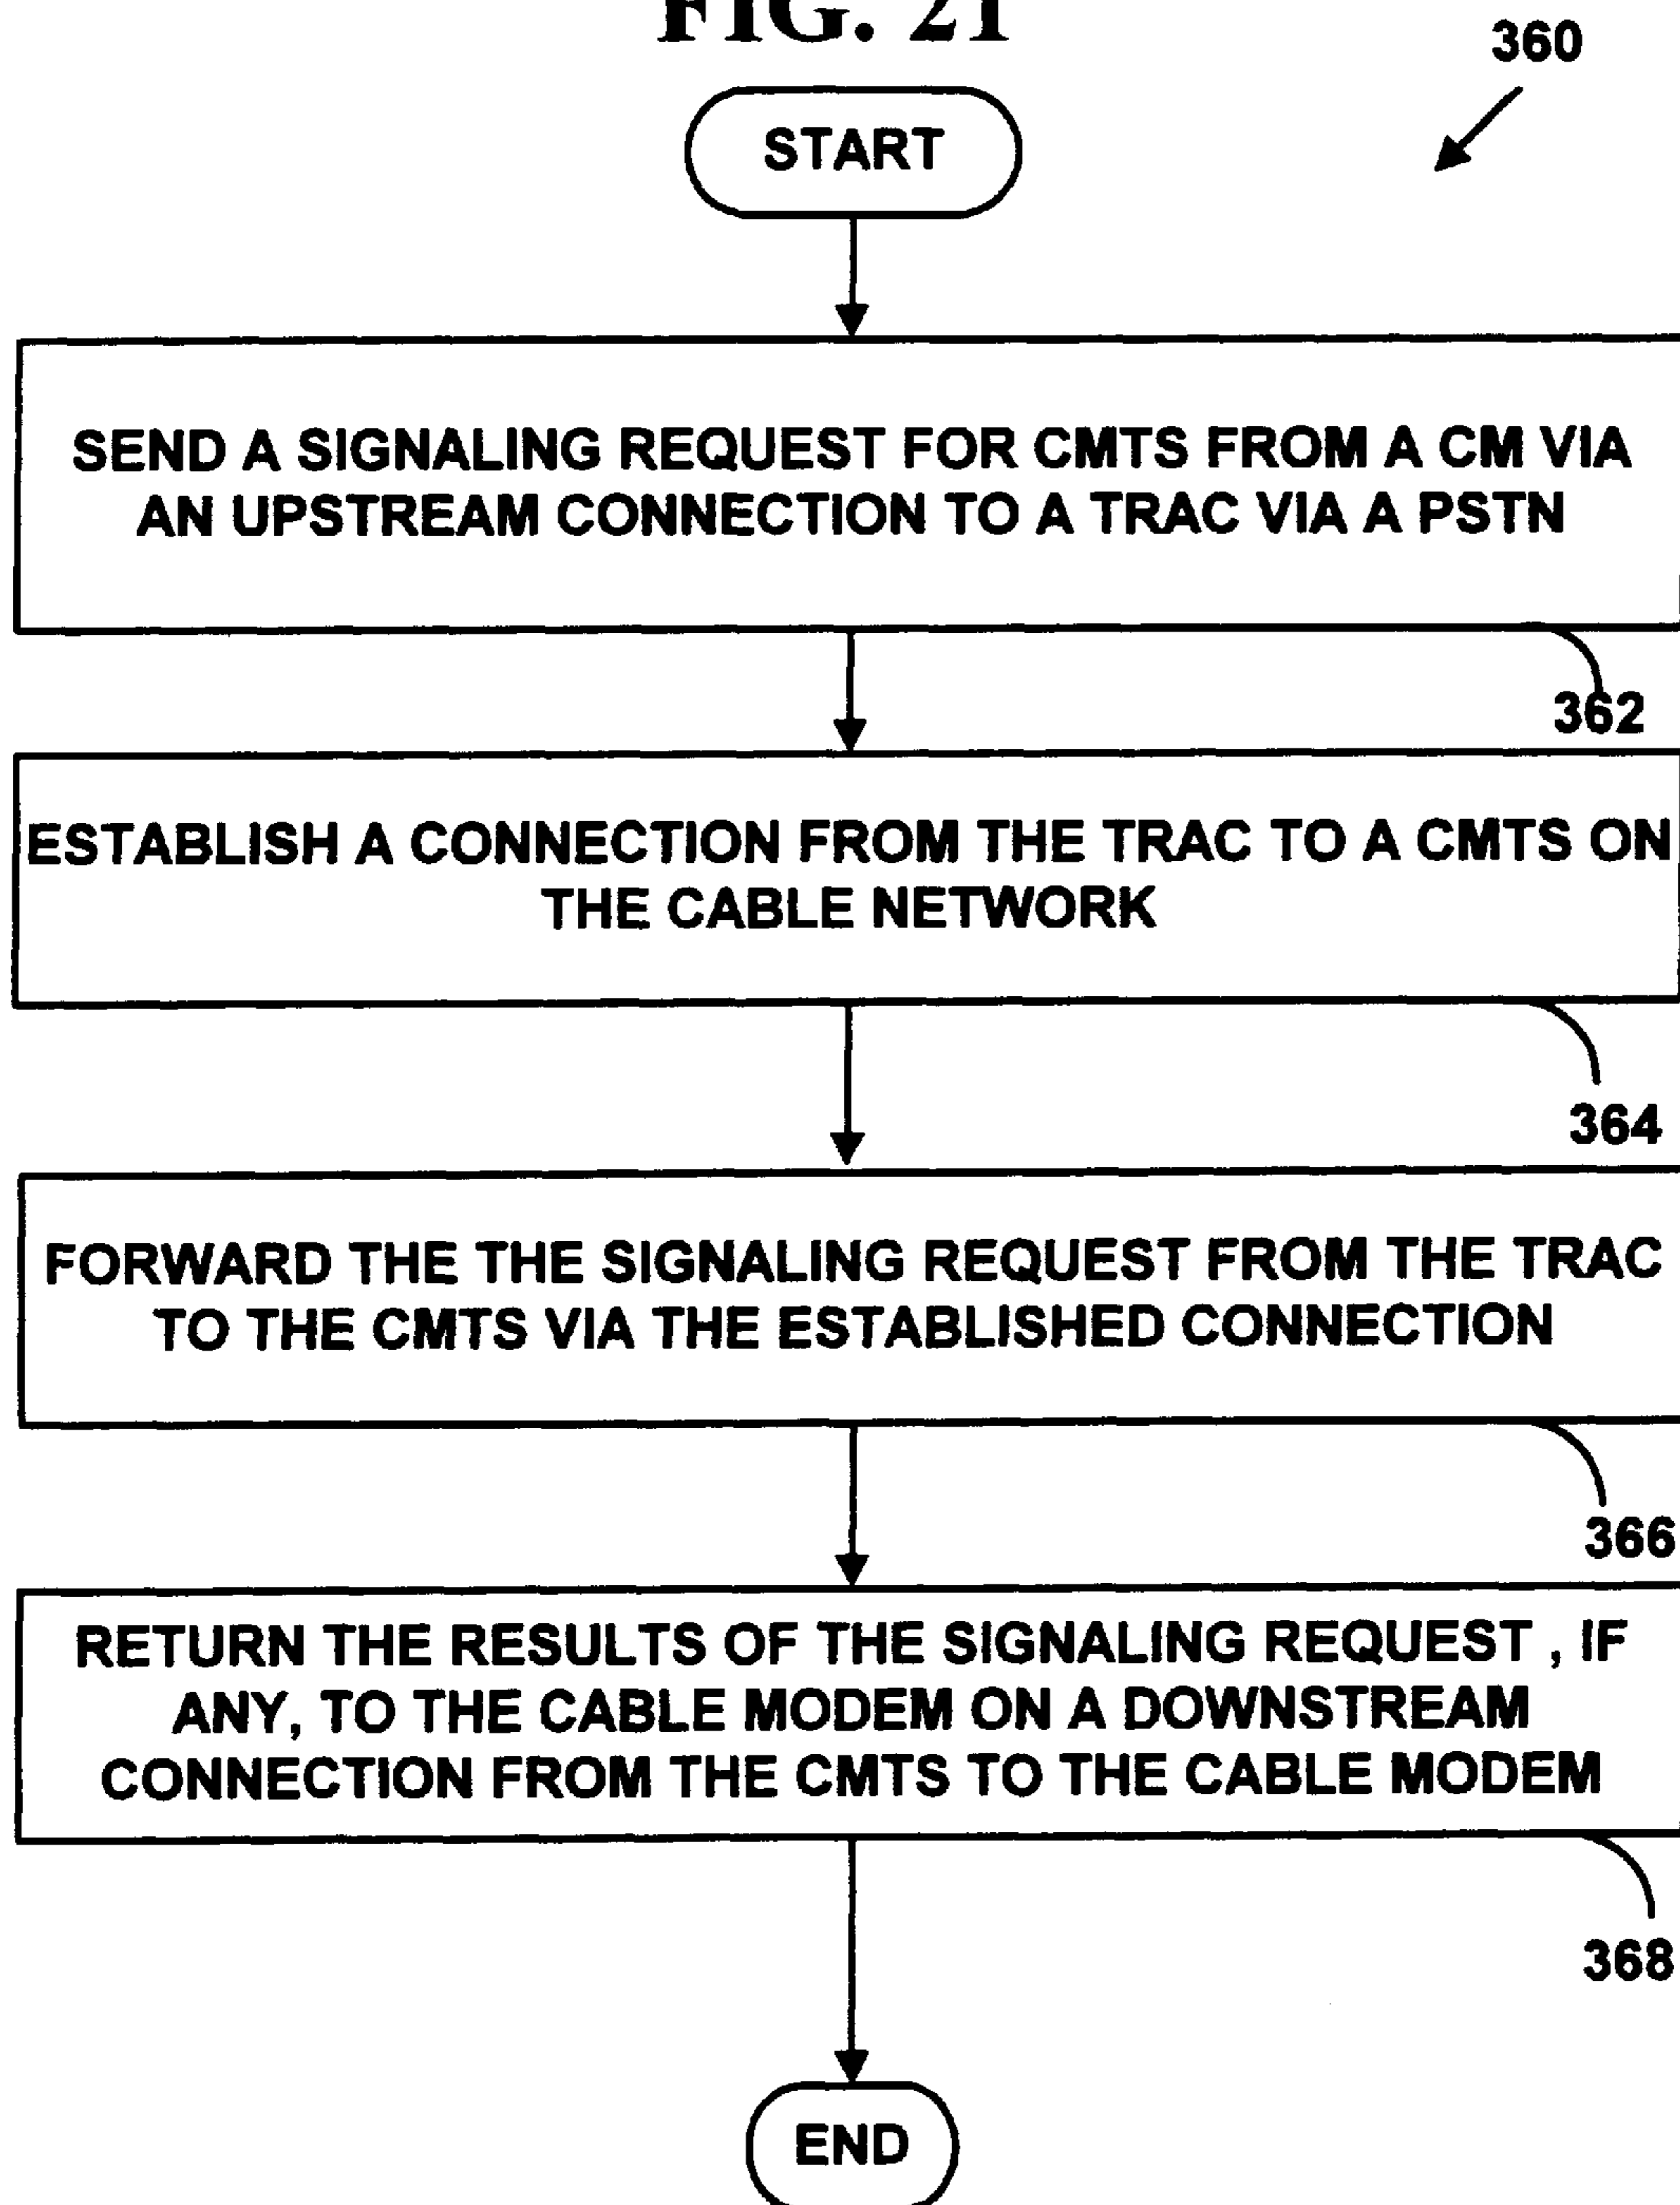 FIG. 21
360
START
SEND A SIGNALING REQUEST FOR CMTS FROM A CM VIA
AN UPSTREAM CONNECTION TO A TRAC VIA A PSTN
362
ESTABLISH A CONNECTION FROM THE TRAC TO A CMTS ON
THE CABLE NETWORK
364
FORWARD THE THE SIGNALING REQUEST FROM THE TRAC
TO THE CMTS VIA THE ESTABLISHED CONNECTION
366
RETURN THE RESULTS OF THE SIGNALING REQUEST , IF
ANY, TO THE CABLE MODEM ON A DOWNSTREAM
CONNECTION FROM THE CMTS TO THE CABLE MODEM
368
END